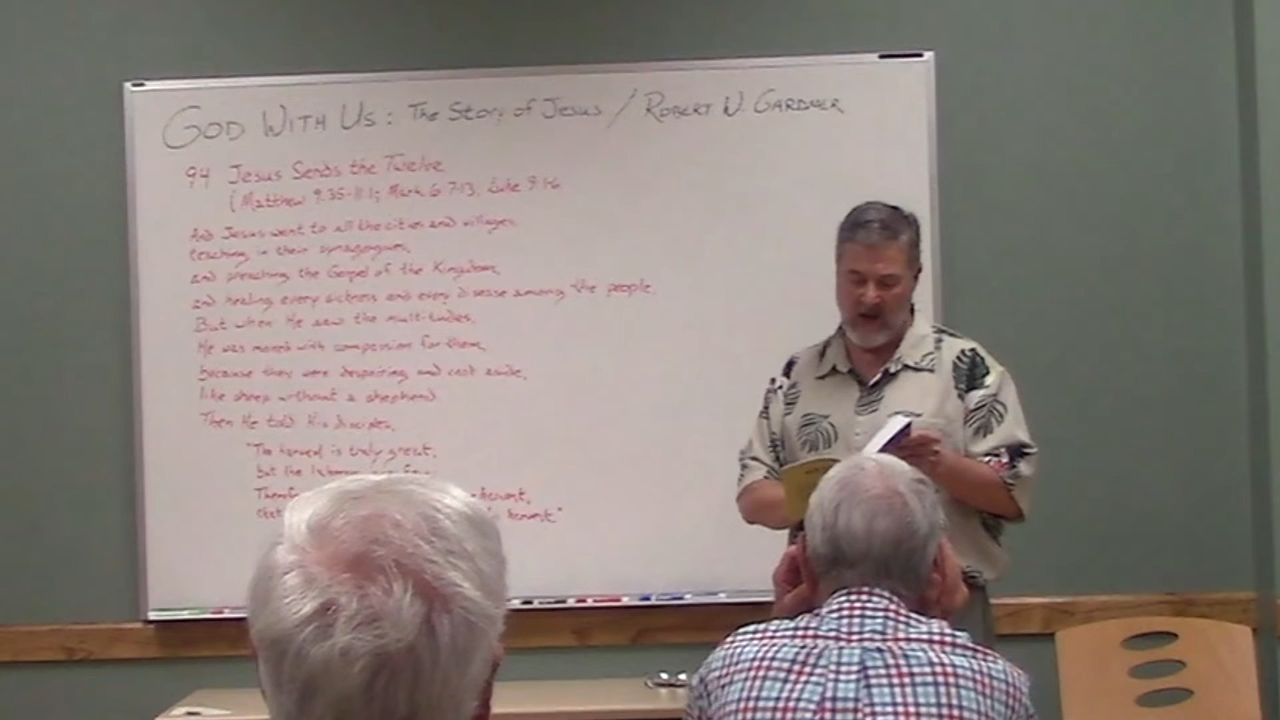 GOD WITH US: The Story of Jesus / ROBERT W. GARDNER
94 Jesus Sends the Twelve
(Matthew 9.35-11.1; Mark 6.7-13, Luke 9.1-6
And Jesus went to all the cities and villages,
teaching in their synagogues,
and preaching the Gospel of the Kingdom,
and healing every sickness and every disease among the people.
But when He saw the multitudes,
He was moved with compassion for them,
because they were despairing and cast aside,
like sheep without a shepherd.
Then He told His disciples,
"The harvest is truly great,
but the laborers are few.
harvest,
harvest."